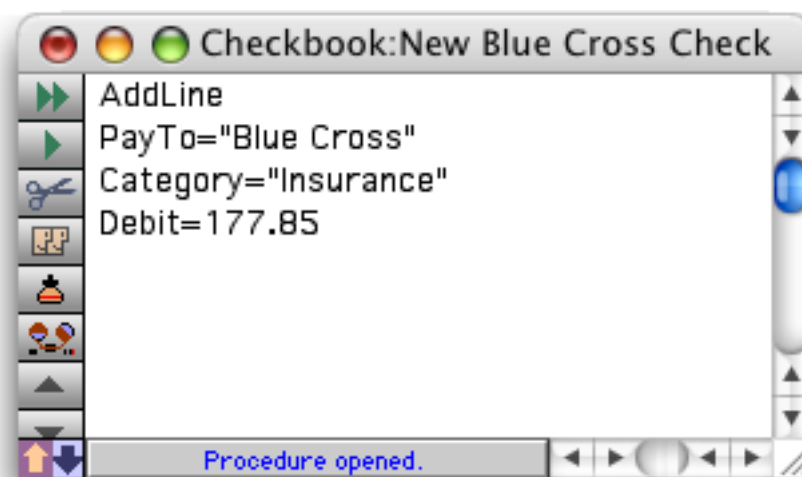 Checkbook:New Blue Cross Check
AddLine
PayTo="Blue Cross"
Category="Insurance"
Debit=177.85
Procedure opened.